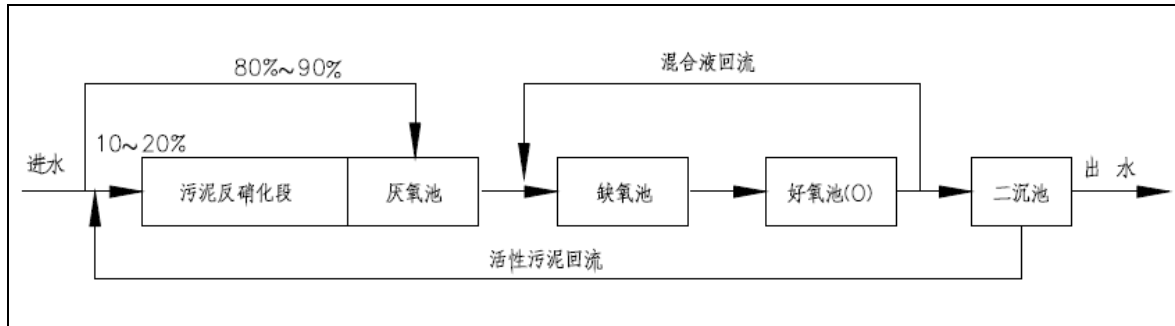 80%~90%
混合液回流
10~20%
进水
污泥反硝化段
厌氧池
缺氧池
好氧池(O)
二沉池
出水
活性污泥回流